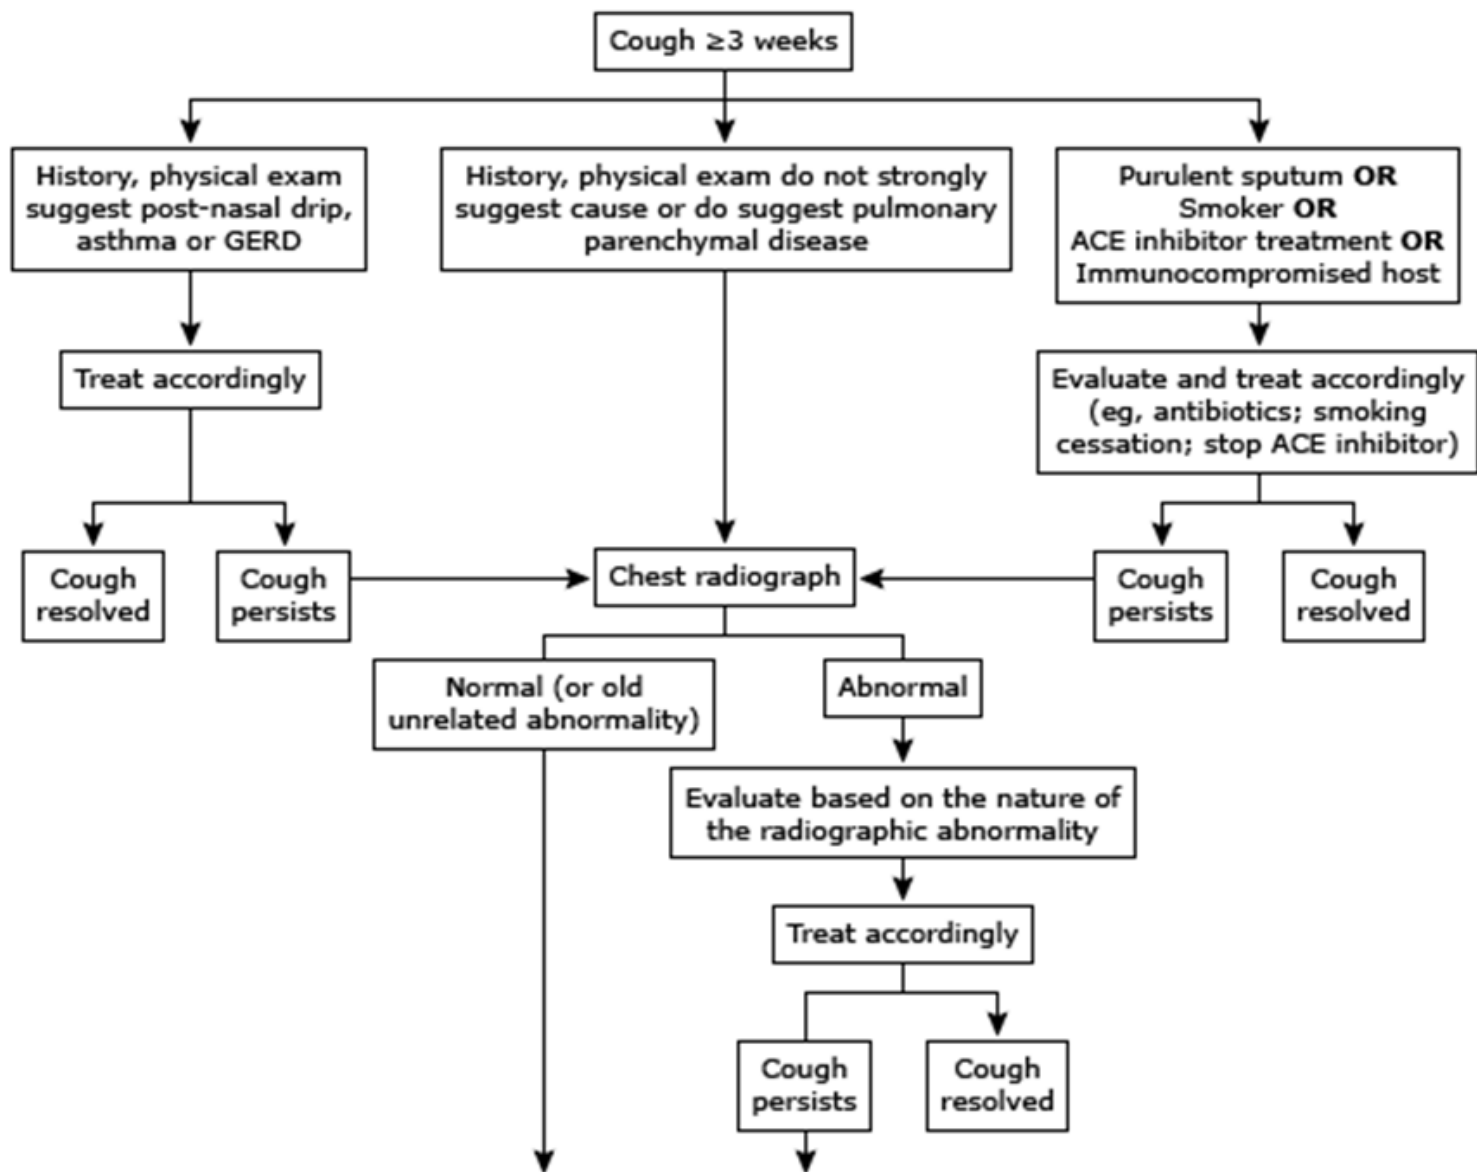 Cough ≥3 weeks
History, physical exam
suggest post-nasal drip,
asthma or GERD
History, physical exam do not strongly
suggest cause or do suggest pulmonary
parenchymal disease
Purulent sputum OR
Smoker OR
ACE inhibitor treatment OR
Immunocompromised host
Treat accordingly
Evaluate and treat accordingly
(eg, antibiotics; smoking
cessation; stop ACE inhibitor)
Cough
resolved
Cough
persists
Chest radiograph
Cough
persists
Cough
resolved
Normal (or old
unrelated abnormality)
Abnormal
Evaluate based on the nature of
the radiographic abnormality
Treat accordingly
Cough
persists
Cough
resolved